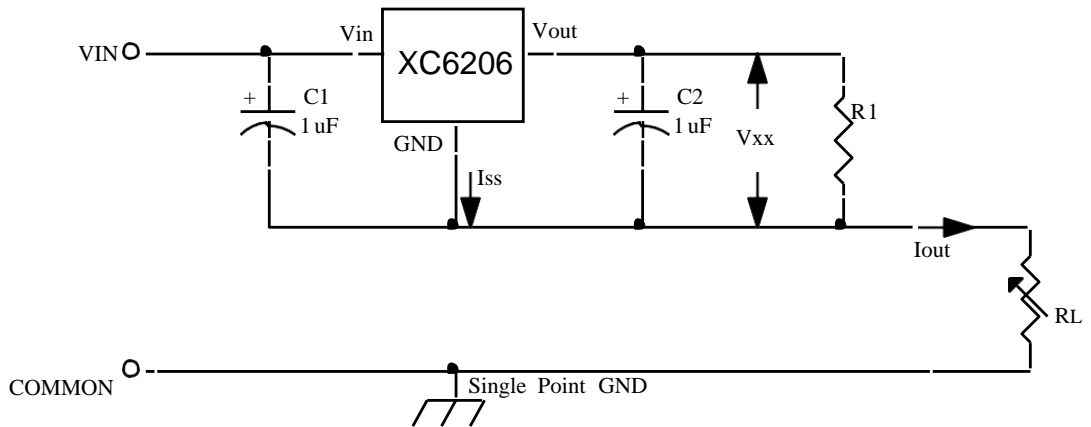 VIN
Vin
XC6206
Vout
+
C1
1 uF
GND
Iss
+
C2
1 uF
Vxx
R1
Iout
RL
COMMON
Single Point GND